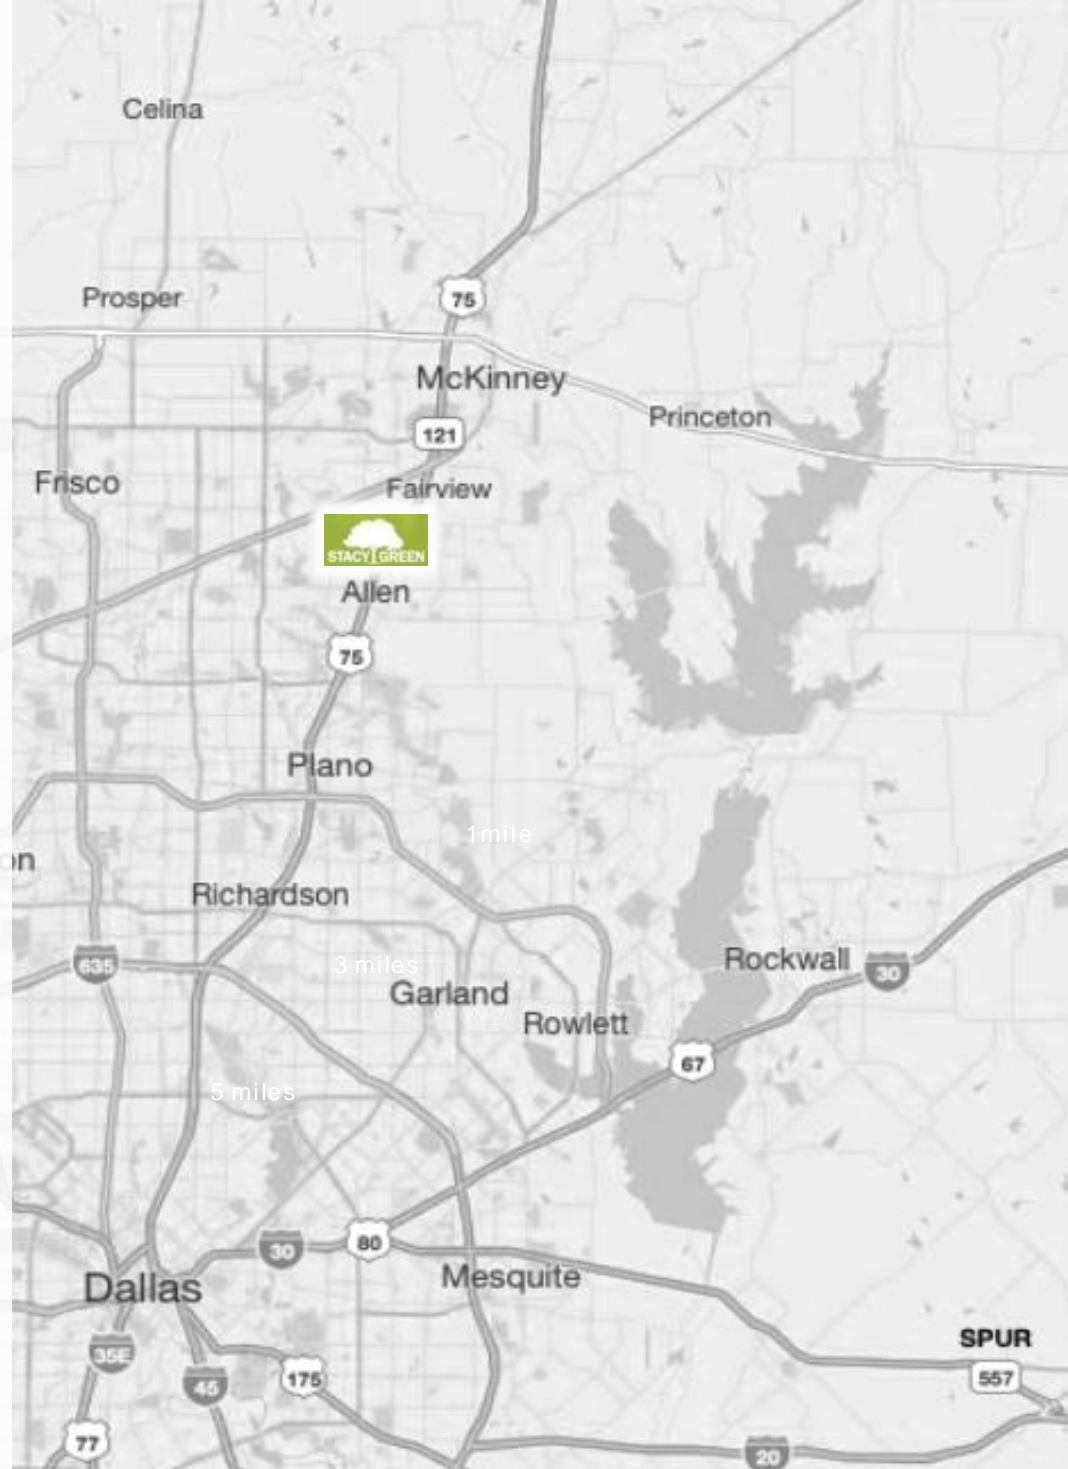 Celina
Prosper
75
McKinney
Princeton
121
Frisco
Fairview
STACY GREEN
Allen
75
Plano
1mile
on
Richardson
635
3 miles
Rockwall
30
Garland
Rowlett
67
5 miles
30
80
Dallas
Mesquite
SPUR
35E
45
175
557
77
20